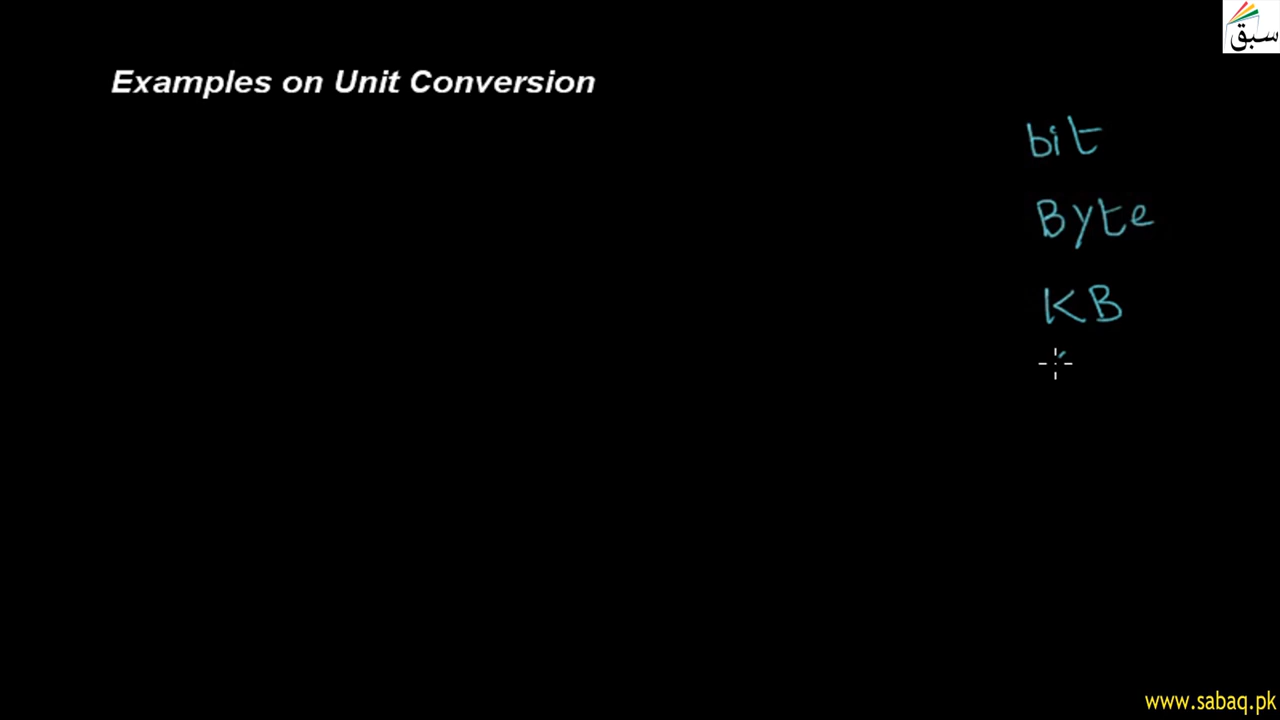 سبق
Examples on Unit Conversion
bit
Byte
KB
www.sabaq.pk